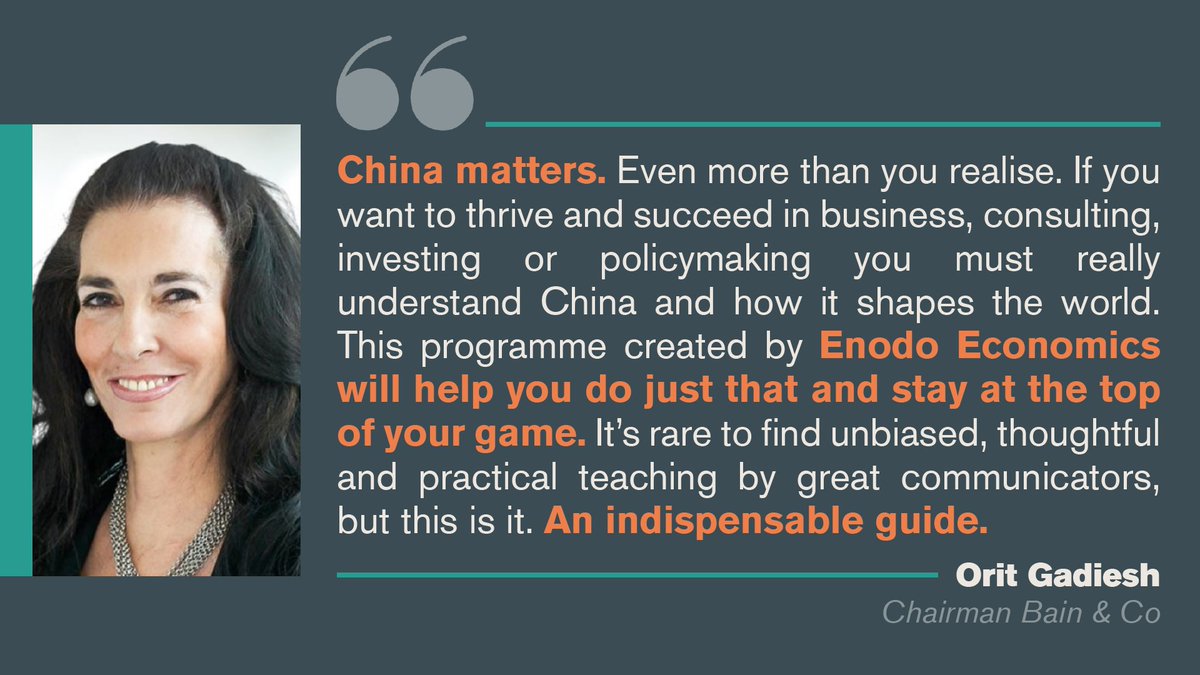 China matters. Even more than you realise. If you
want to thrive and succeed in business, consulting,
investing or policymaking you must really
understand China and how it shapes the world.
This programme created by Enodo Economics
will help you do just that and stay at the top
of your game. It’s rare to find unbiased, thoughtful
and practical teaching by great communicators,
but this is it. An indispensable guide.
Orit Gadiesh
Chairman Bain & Co